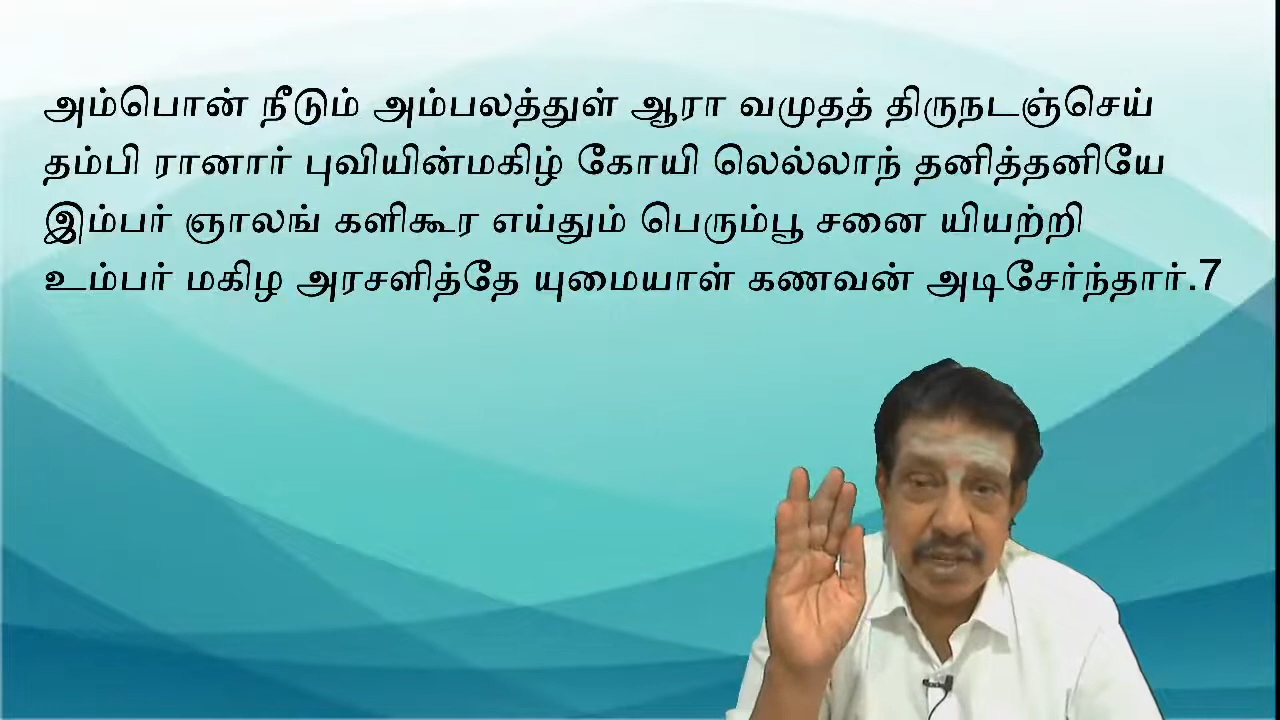 அம்பொன் நீடும் அம்பலத்துள் ஆரா வமுதத் திருநடஞ்செய்
தம்பி ரானார் புவியின்மகிழ் கோயி லெல்லாந் தனித்தனியே
இம்பர் ஞாலங் களிகூர எய்தும் பெரும்பூ சனை யியற்றி
உம்பர் மகிழ அரசளித்தே யுமையாள் கணவன் அடிசேர்ந்தார்.7